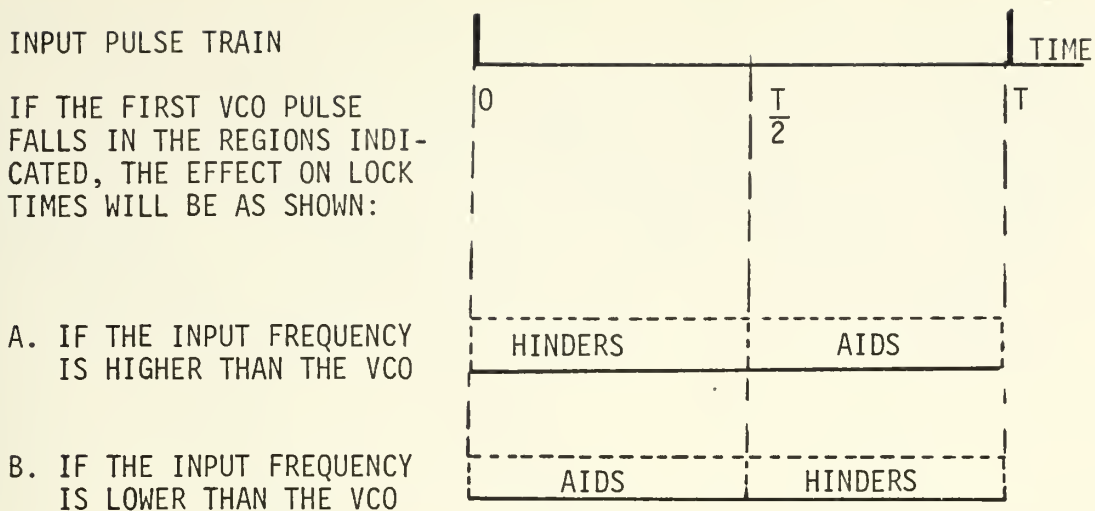 INPUT PULSE TRAIN
TIME
IF THE FIRST VCO PULSE
FALLS IN THE REGIONS INDI-
CATED, THE EFFECT ON LOCK
TIMES WILL BE AS SHOWN:
0
T/2
T
A. IF THE INPUT FREQUENCY
IS HIGHER THAN THE VCO
HINDERS
AIDS
B. IF THE INPUT FREQUENCY
IS LOWER THAN THE VCO
AIDS
HINDERS